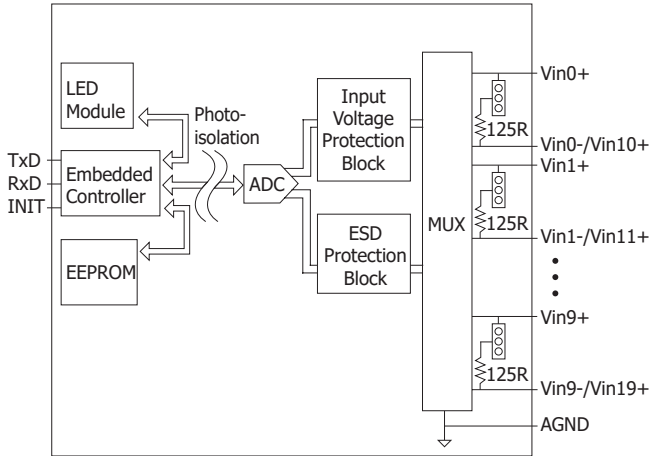 LED
Module
Photo-
isolation
TxD
RxD
INIT
Embedded
Controller
EEPROM
ADC
Input
Voltage
Protection
Block
ESD
Protection
Block
MUX
Vin0+
125R
Vin0-/Vin10+
Vin1+
125R
Vin1-/Vin11+
Vin9+
125R
Vin9-/Vin19+
AGND